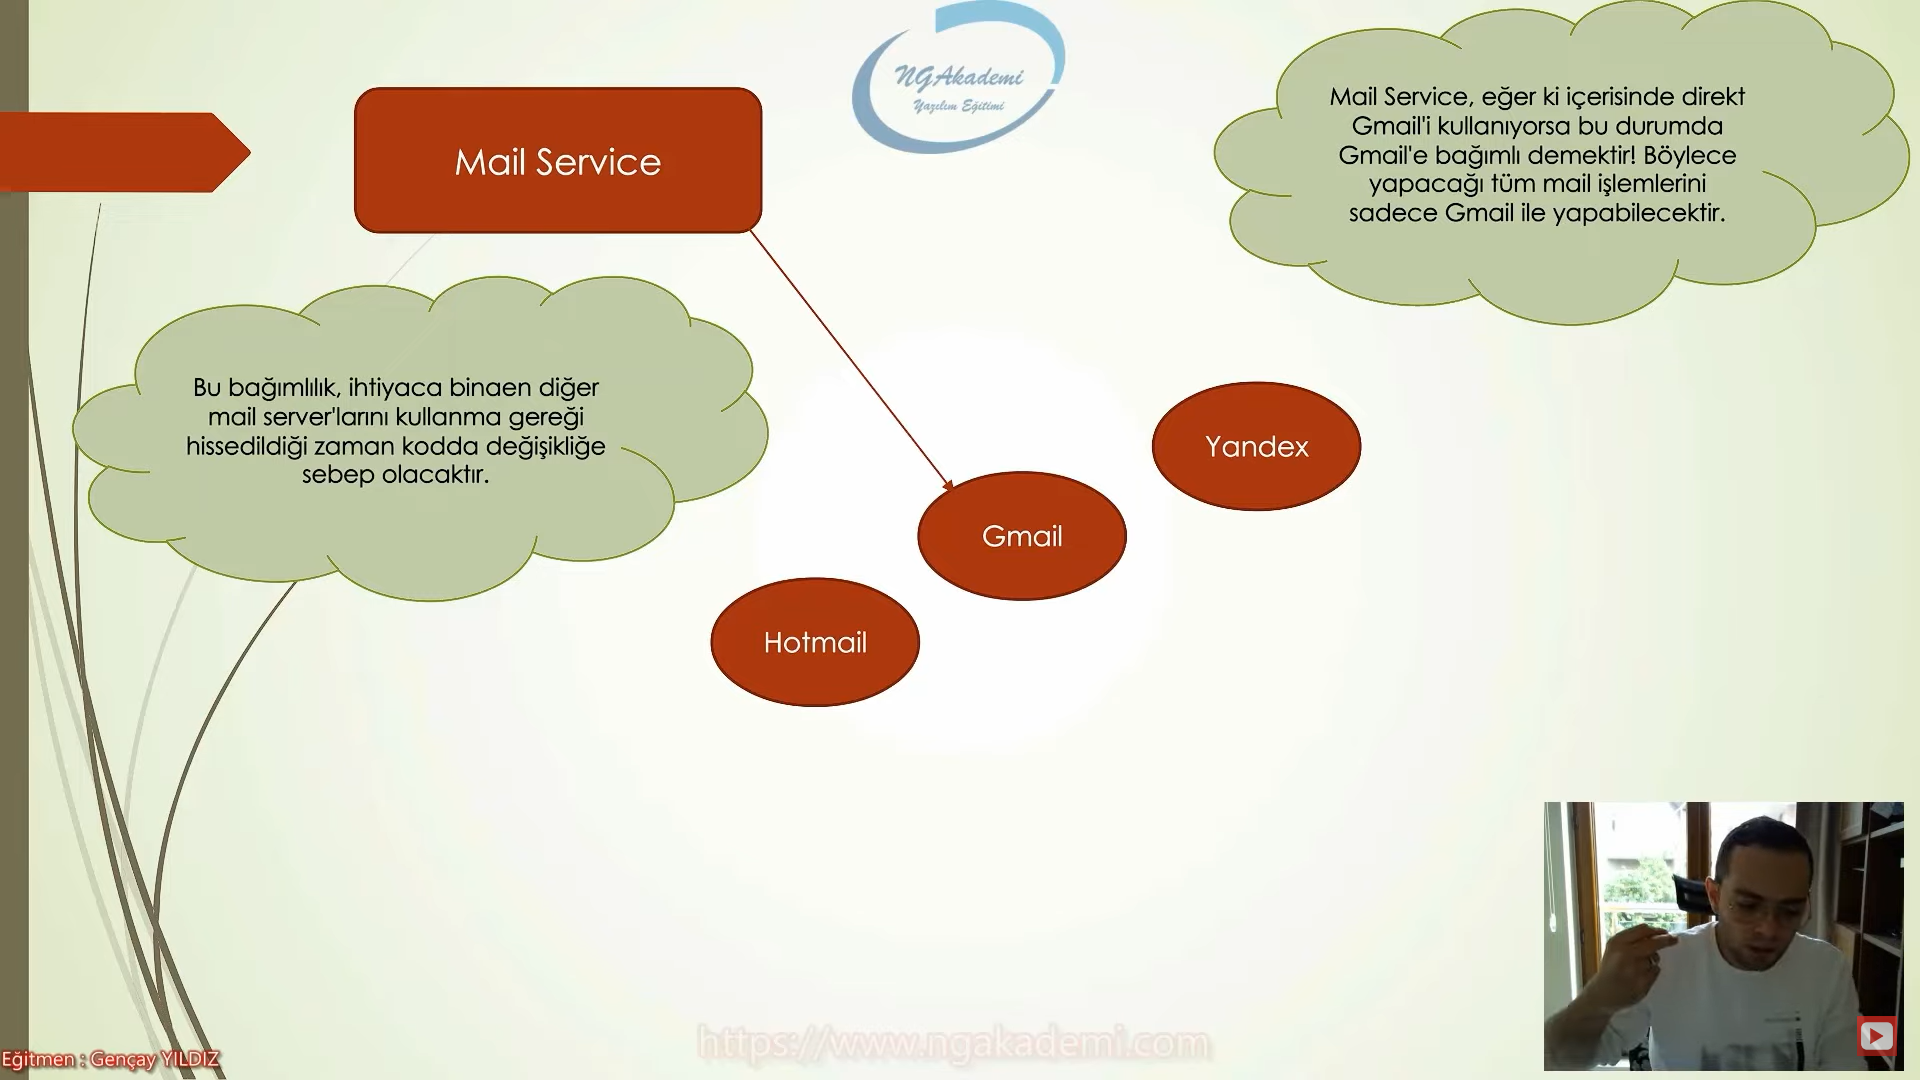 NGAkademi
Yazılım Eğitimi
Mail Service
Mail Service, eğer ki içerisinde direkt
Gmail'i kullanıyorsa bu durumda
Gmail'e bağımlı demektir! Böylece
yapacağı tüm mail işlemlerini
sadece Gmail ile yapabilecektir.
Bu bağımlılık, ihtiyaca binaen diğer
mail server'larını kullanma gereği
hissedildiği zaman kodda değişikliğe
sebep olacaktır.
Yandex
Gmail
Hotmail
https://www.ngakademi.com
Eğitmen : Gençay YILDIZ